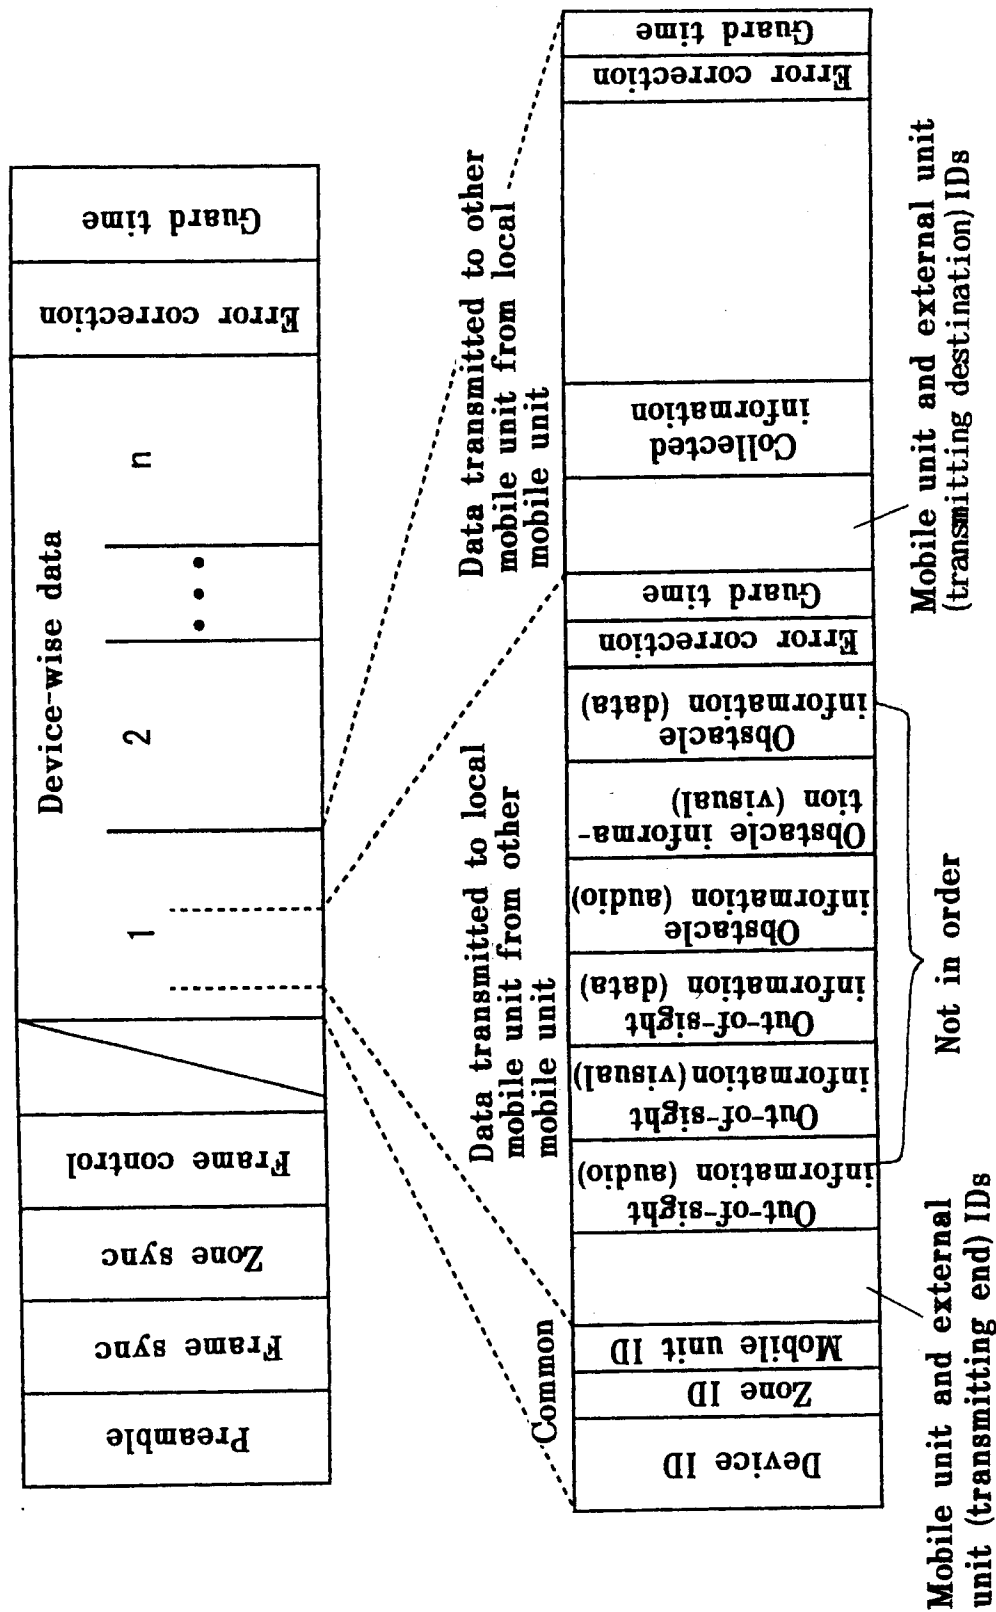 Preamble
Frame sync
Zone sync
Frame control
Device-wise data
1
2
• • •
n
Error correction
Guard time
Common
Data transmitted to local
mobile unit from other
mobile unit
Data transmitted to other
mobile unit from local
mobile unit
Device ID
Zone ID
Mobile unit ID
Out-of-sight
information (audio)
Out-of-sight
information (visual)
Out-of-sight
information (data)
Obstacle
information (audio)
Obstacle informa-
tion (visual)
Obstacle
information (data)
Error correction
Guard time
Collected
information
Error correction
Guard time
Mobile unit and external
unit (transmitting end) IDs
Not in order
Mobile unit and external unit
(transmitting destination) IDs